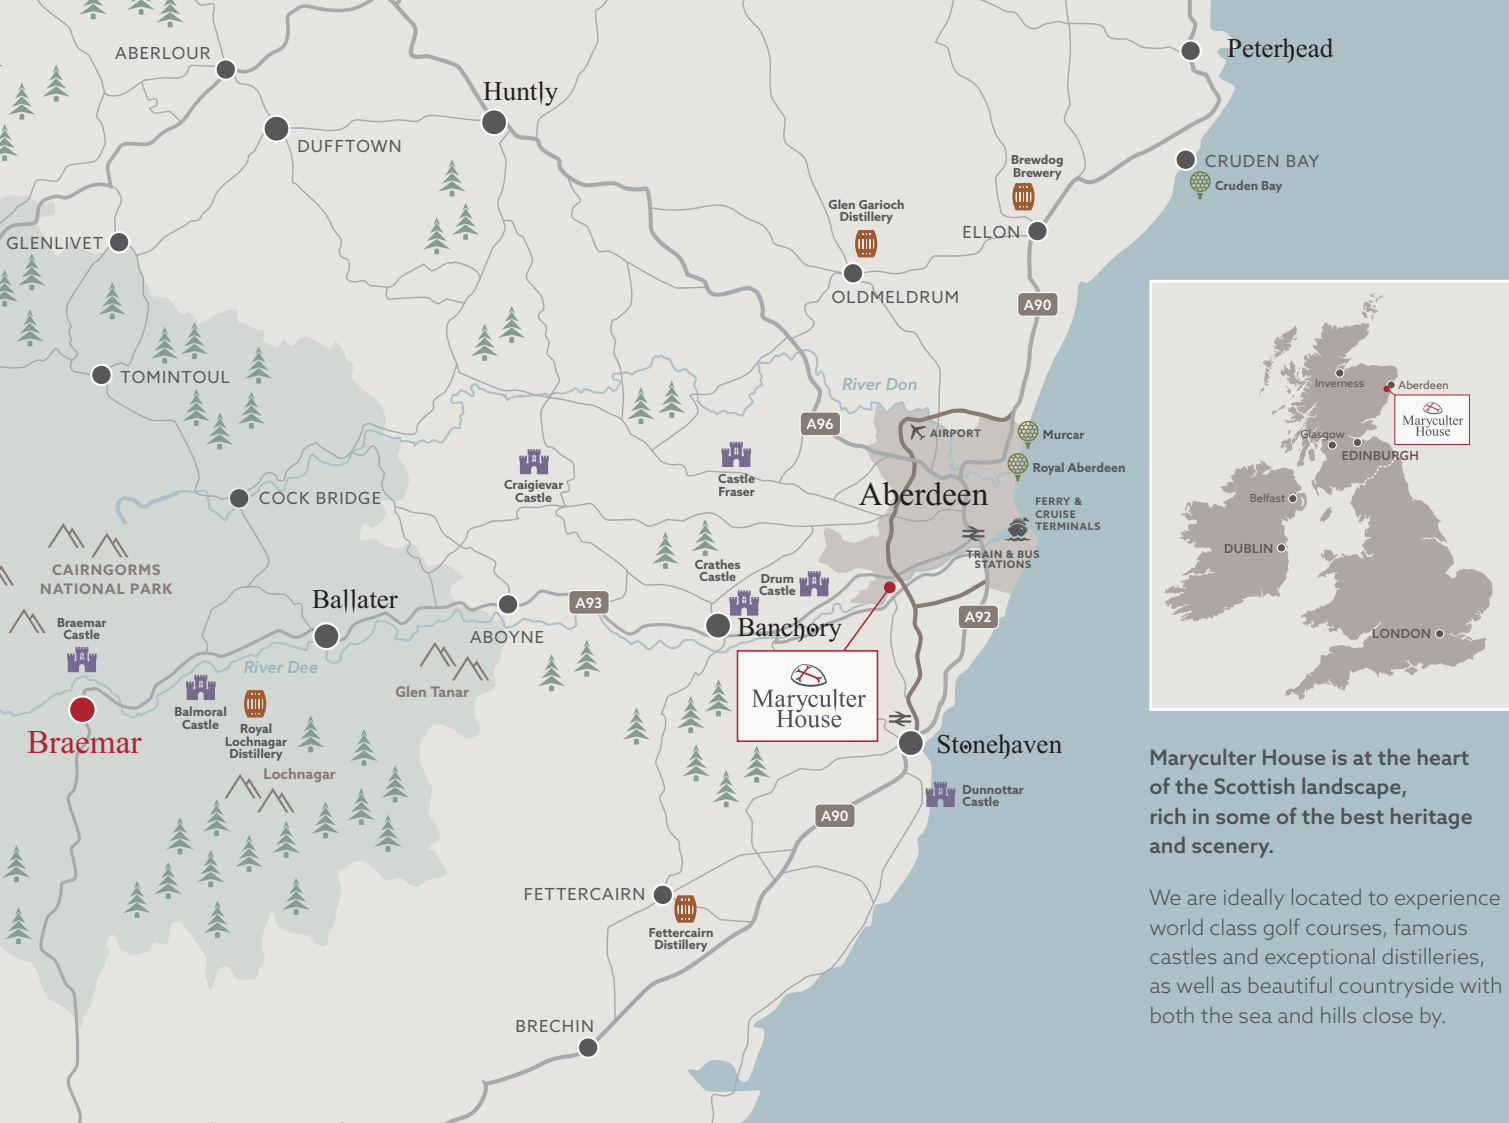 ABERLOUR
Huntly
DUFFTOWN
GLENLIVET
TOMINTOUL
COCK BRIDGE
CAIRNGORMS
NATIONAL PARK
Braemar
Castle
Braemar
Balmoral
Castle
Royal
Lochnagar
Distillery
Lochnagar
River Dee
Ballater
Glen Tanar
ABOYNE
A93
Craigievar
Castle
Castle
Fraser
Crathes
Castle
Drum
Castle
Banchory
Maryculter
House
Peterhead
CRUDEN BAY
Cruden Bay
Brewdog
Brewery
ELLON
Glen Garioch
Distillery
OLDMELDRUM
A90
River Don
A96
AIRPORT
Murcar
Royal Aberdeen
Aberdeen
FERRY &
CRUISE
TERMINALS
TRAIN & BUS
STATIONS
A92
Stonehaven
Dunnottar
Castle
A90
FETTERCAIRN
Fettercairn
Distillery
BRECHIN
Inverness
Aberdeen
Maryculter
House
Glasgow
EDINBURGH
Belfast
DUBLIN
LONDON
Maryculter House is at the heart
of the Scottish landscape,
rich in some of the best heritage
and scenery.
We are ideally located to experience
world class golf courses, famous
castles and exceptional distilleries,
as well as beautiful countryside with
both the sea and hills close by.